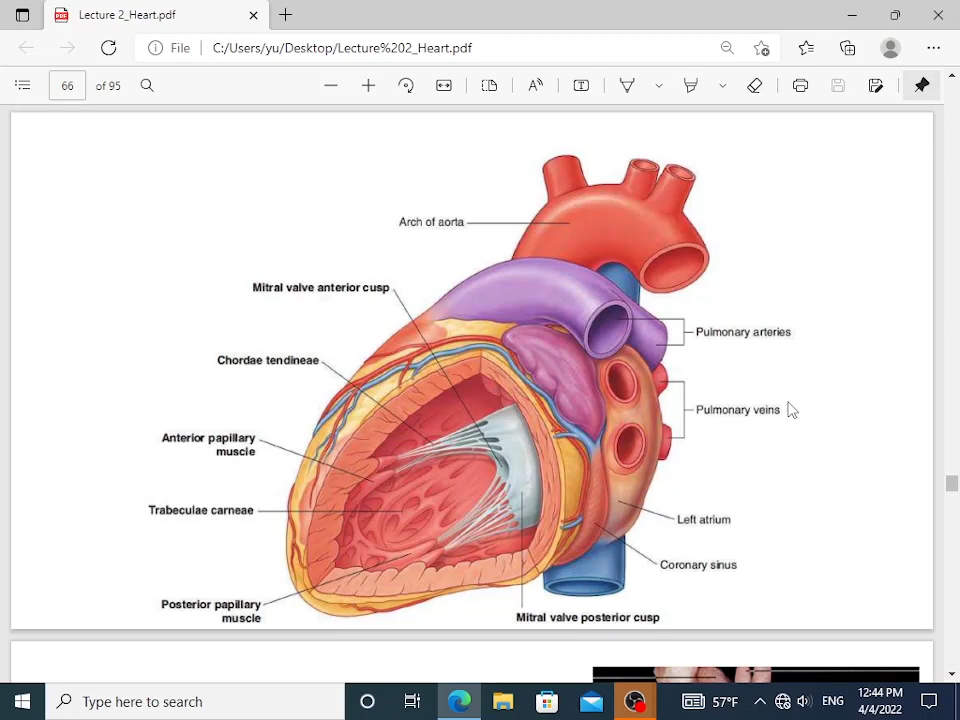 Lecture 2_Heart.pdf
File
C:/Users/yu/Desktop/Lecture%202_Heart.pdf
66 of 95
Arch of aorta
Mitral valve anterior cusp
Pulmonary arteries
Chordae tendineae
Pulmonary veins
Anterior papillary
muscle
Trabeculae carneae
Left atrium
Coronary sinus
Posterior papillary
muscle
Mitral valve posterior cusp
Type here to search
57°F
ENG
12:44 PM
4/4/2022